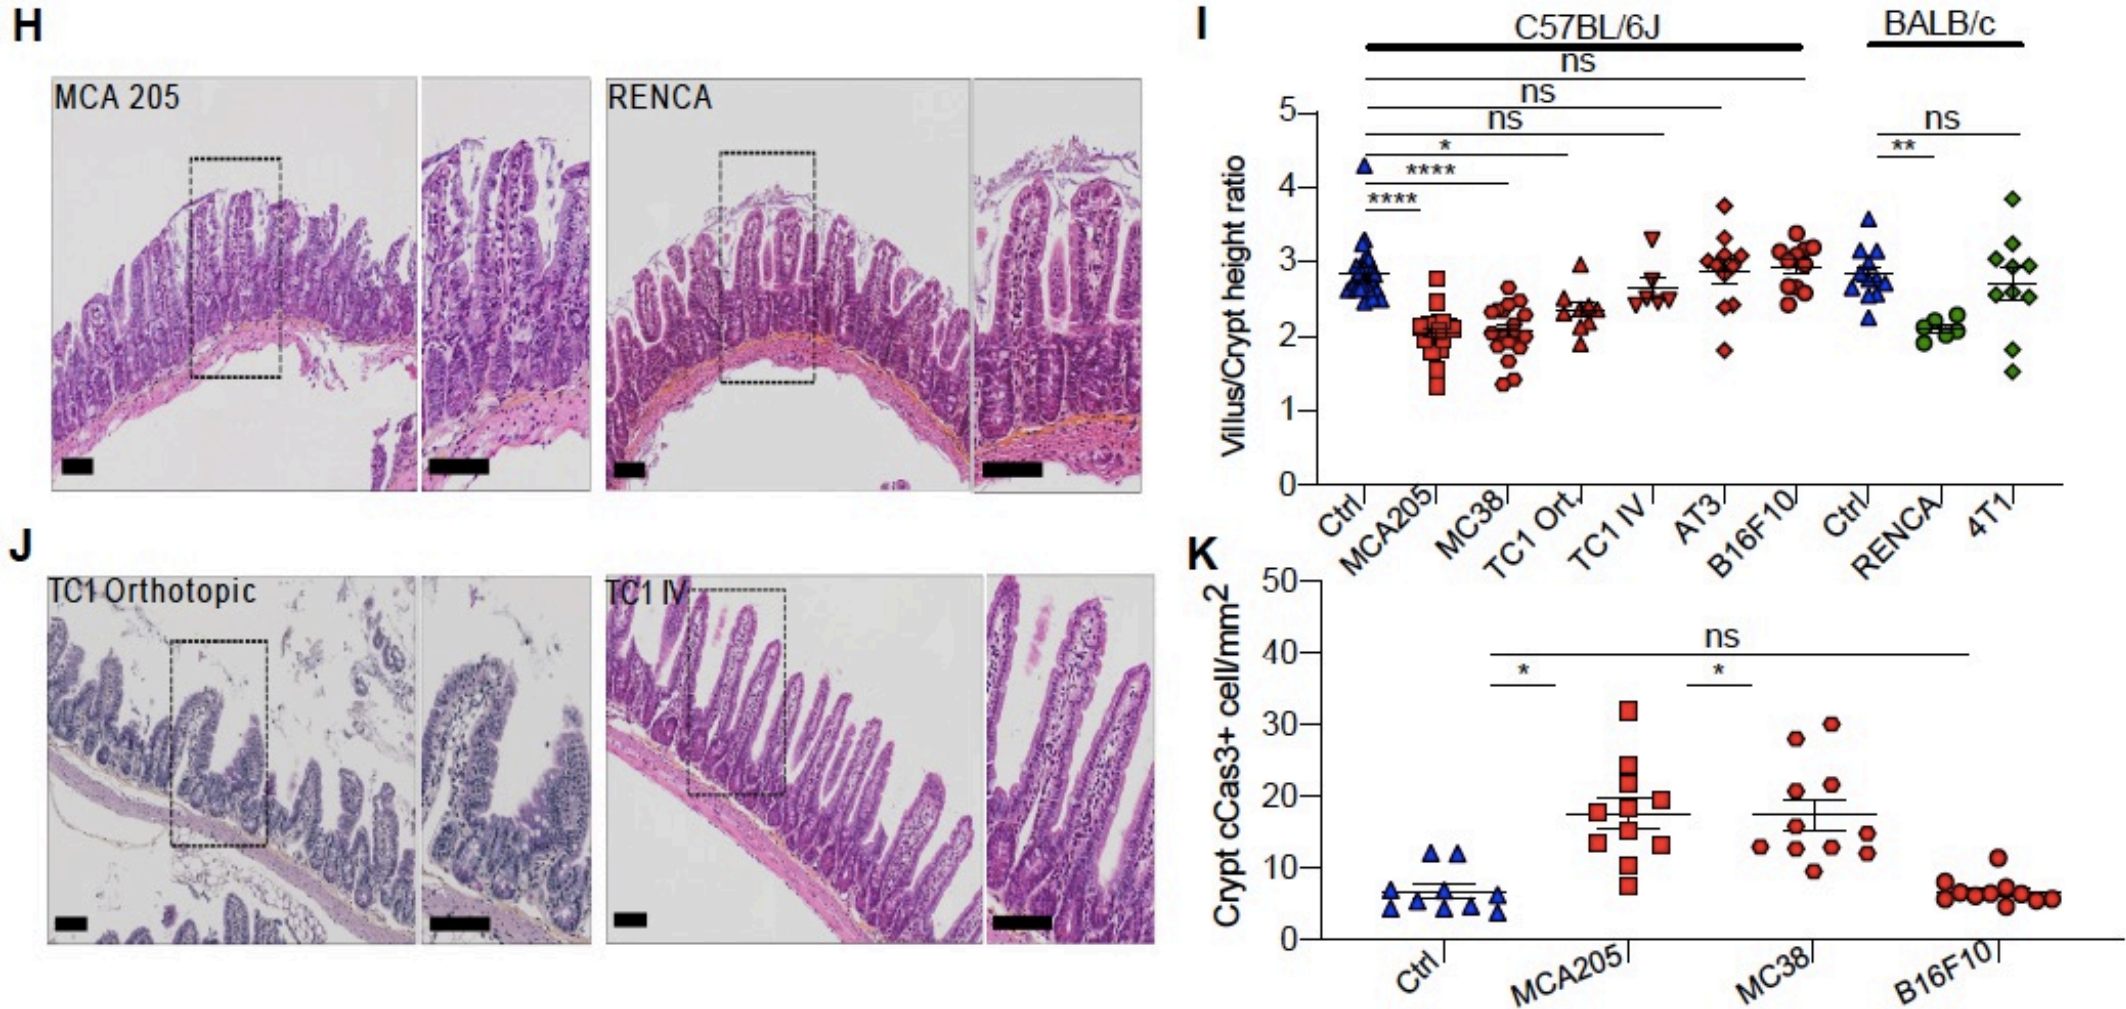 H
MCA 205
RENCA
J
TC1 Orthotopic
TC1 IV
I
C57BL/6J
BALB/c
ns
ns
ns
ns
*
**
****
****
Villus/Crypt height ratio
5
4
3
2
1
0
Ctrl
MCA205
MC38
TC1 Ort.
TC1 IV
AT3
B16F10
Ctrl
RENCA
4T1
K
Crypt cCas3+ cell/mm2
50
40
30
20
10
0
ns
*
*
Ctrl
MCA205
MC38
B16F10